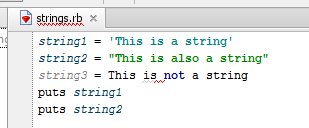 strings.rb
string1 = 'This is a string'
string2 = "This is also a string"
string3 = This is not a string
puts string1
puts string2